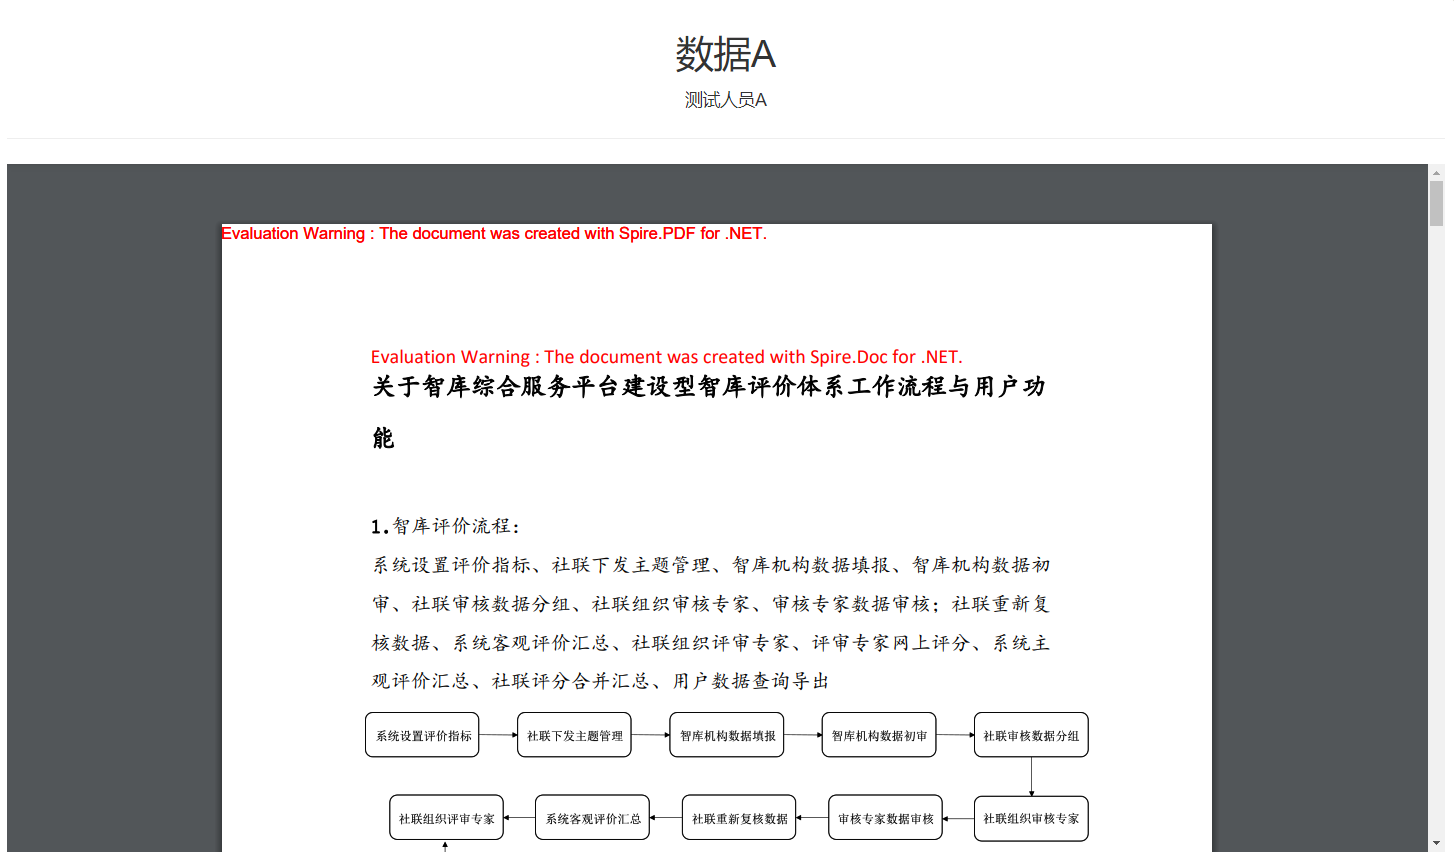 数据A
测试人员A
Evaluation Warning : The document was created with Spire.PDF for .NET.
Evaluation Warning : The document was created with Spire.Doc for .NET.
关于智库综合服务平台建设型智库评价体系工作流程与用户功
能
1.智库评价流程：
系统设置评价指标、社联下发主题管理、智库机构数据填报、智库机构数据初
审、社联审核数据分组、社联组织审核专家、审核专家数据审核；社联重新复
核数据、系统客观评价汇总、社联组织评审专家、评审专家网上评分、系统主
观评价汇总、社联评分合并汇总、用户数据查询导出
系统设置评价指标
社联下发主题管理
智库机构数据填报
智库机构数据初审
社联审核数据分组
社联组织评审专家
系统客观评价汇总
社联重新复核数据
审核专家数据审核
社联组织审核专家